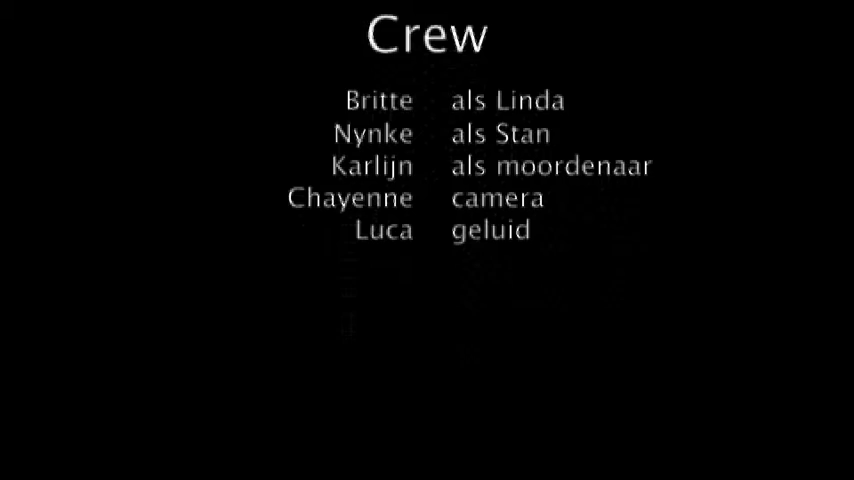 Crew
Britte als Linda
Nynke als Stan
Karlijn als moordenaar
Chayenne camera
Luca geluid